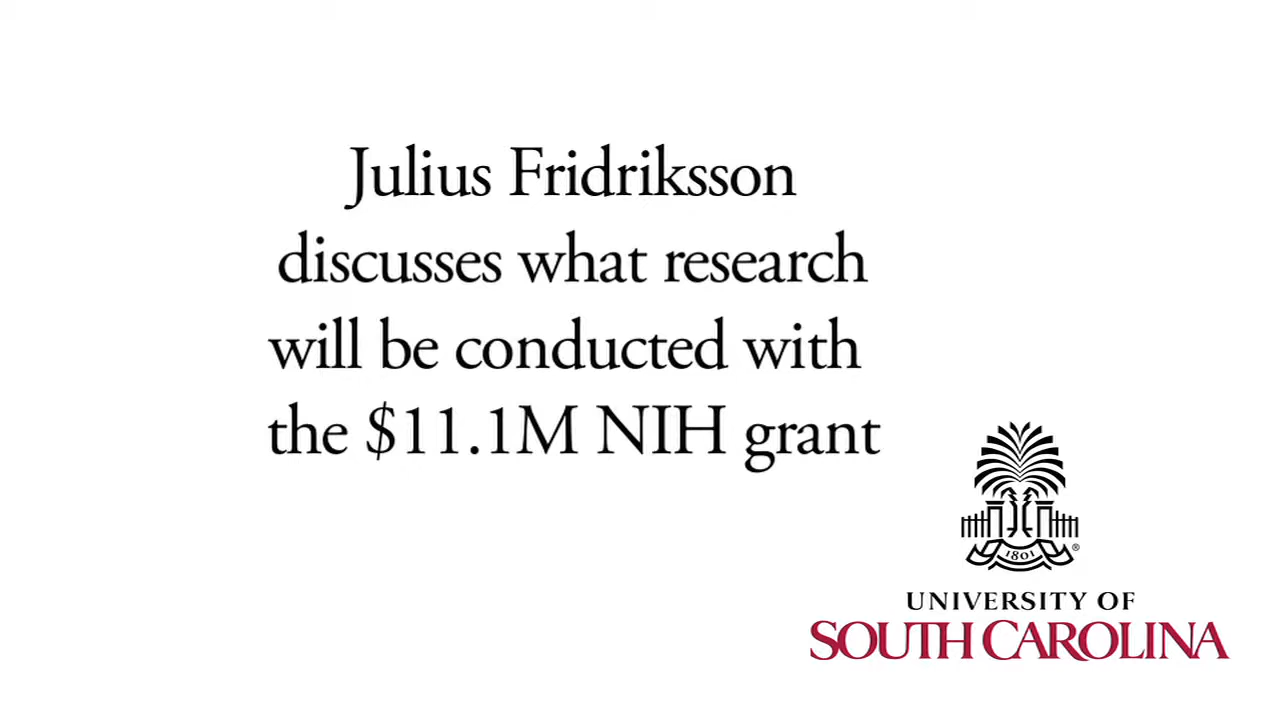 Julius Fridriksson
discusses what research
will be conducted with
the $11.1M NIH grant
1801
®
UNIVERSITY OF
SOUTH CAROLINA